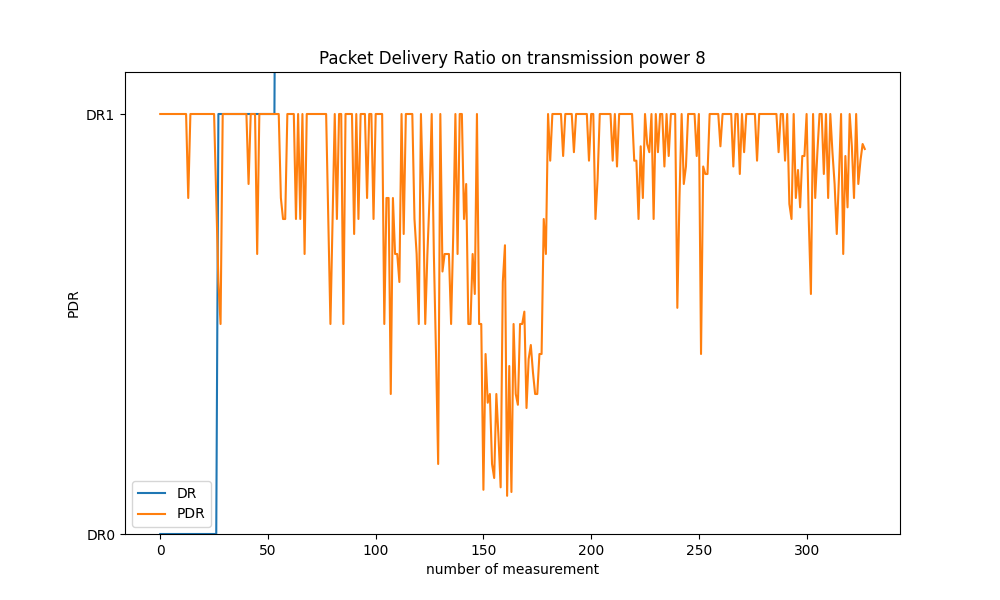 Packet Delivery Ratio on transmission power 8
DR1
PDR
DR
PDR
DR0
0 50 100 150 200 250 300
number of measurement